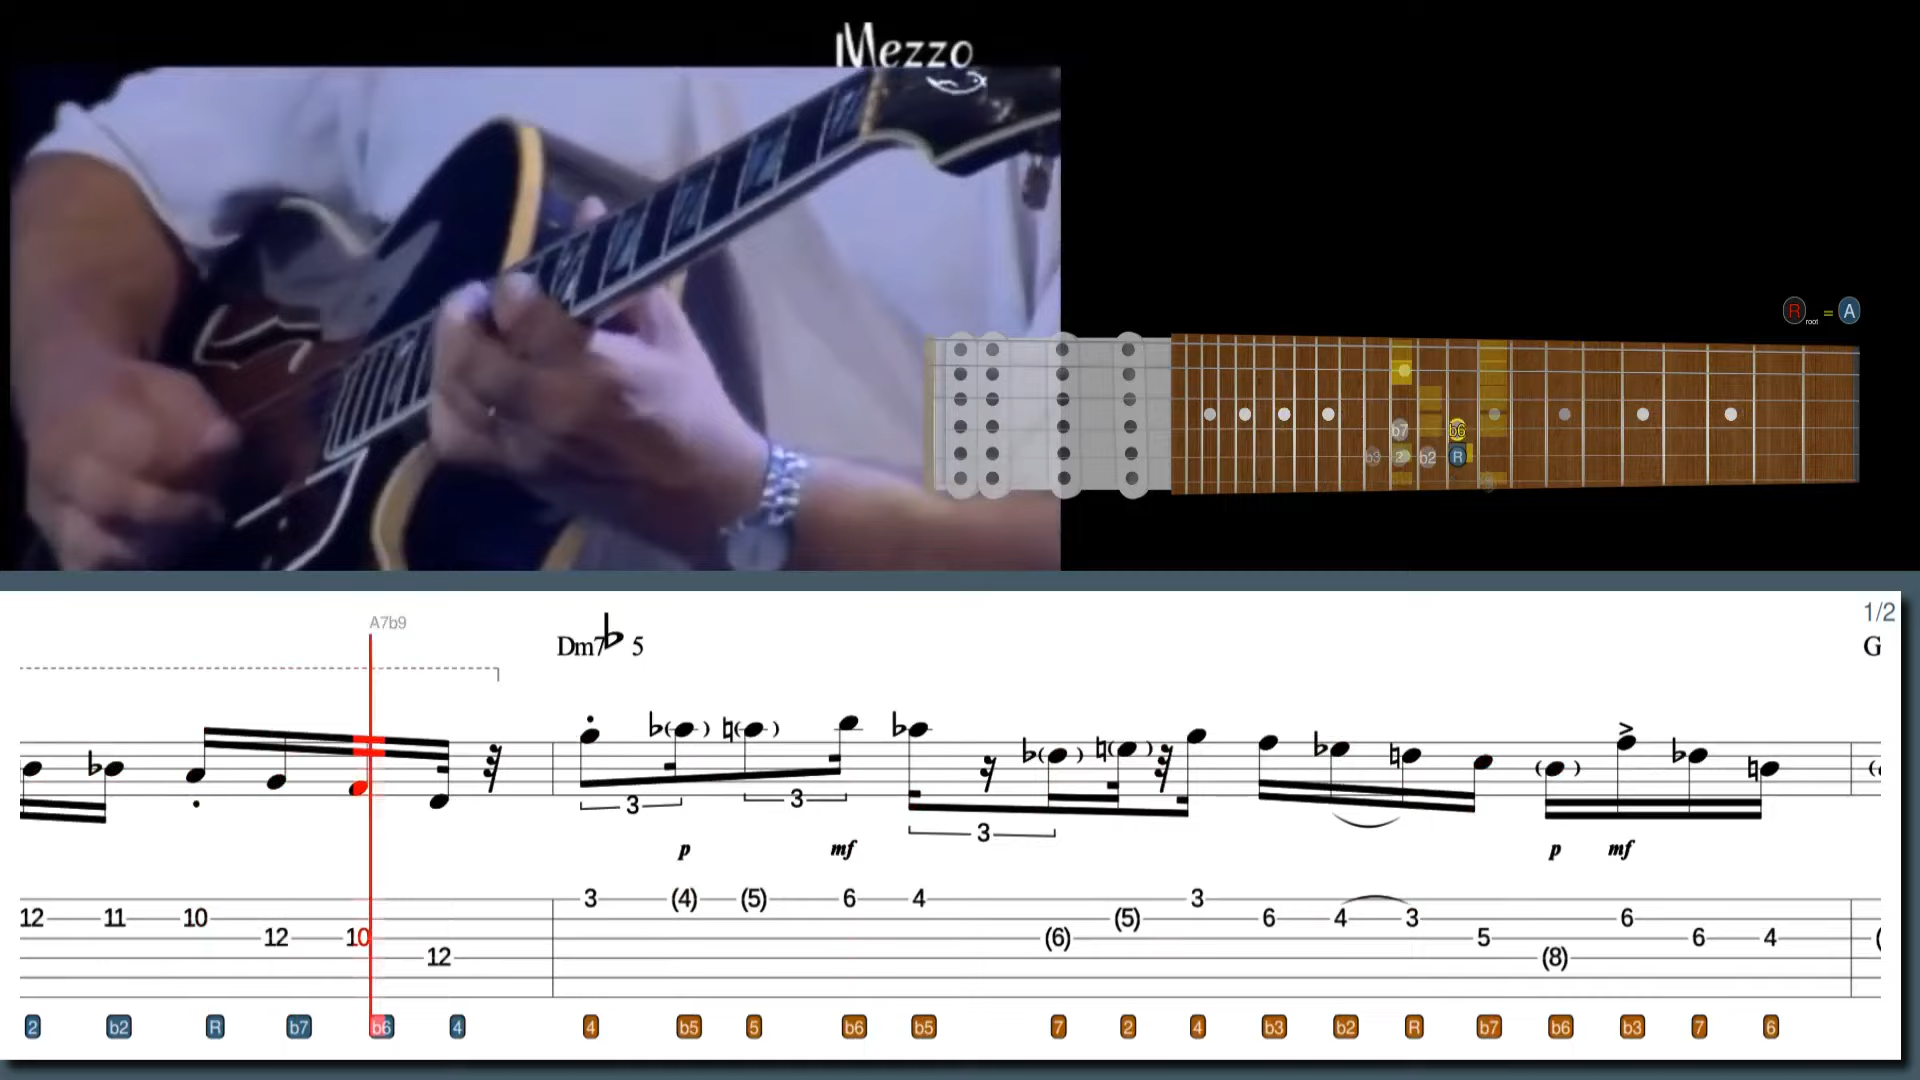 Mezzo
R root = A
b7 b6
b3 2 b2 R
1/2
A7b9
Dm7♭ 5 G
3 3 3
p mf p mf
3 (4) (5) 6 4 3
12 11 10 (5) 6 4 3 6
12 10 (6) 5 6 4 (
12 (8)
2 b2 R b7 b6 4 4 b5 5 b6 b5 7 2 4 b3 b2 R b7 b6 b3 7 6